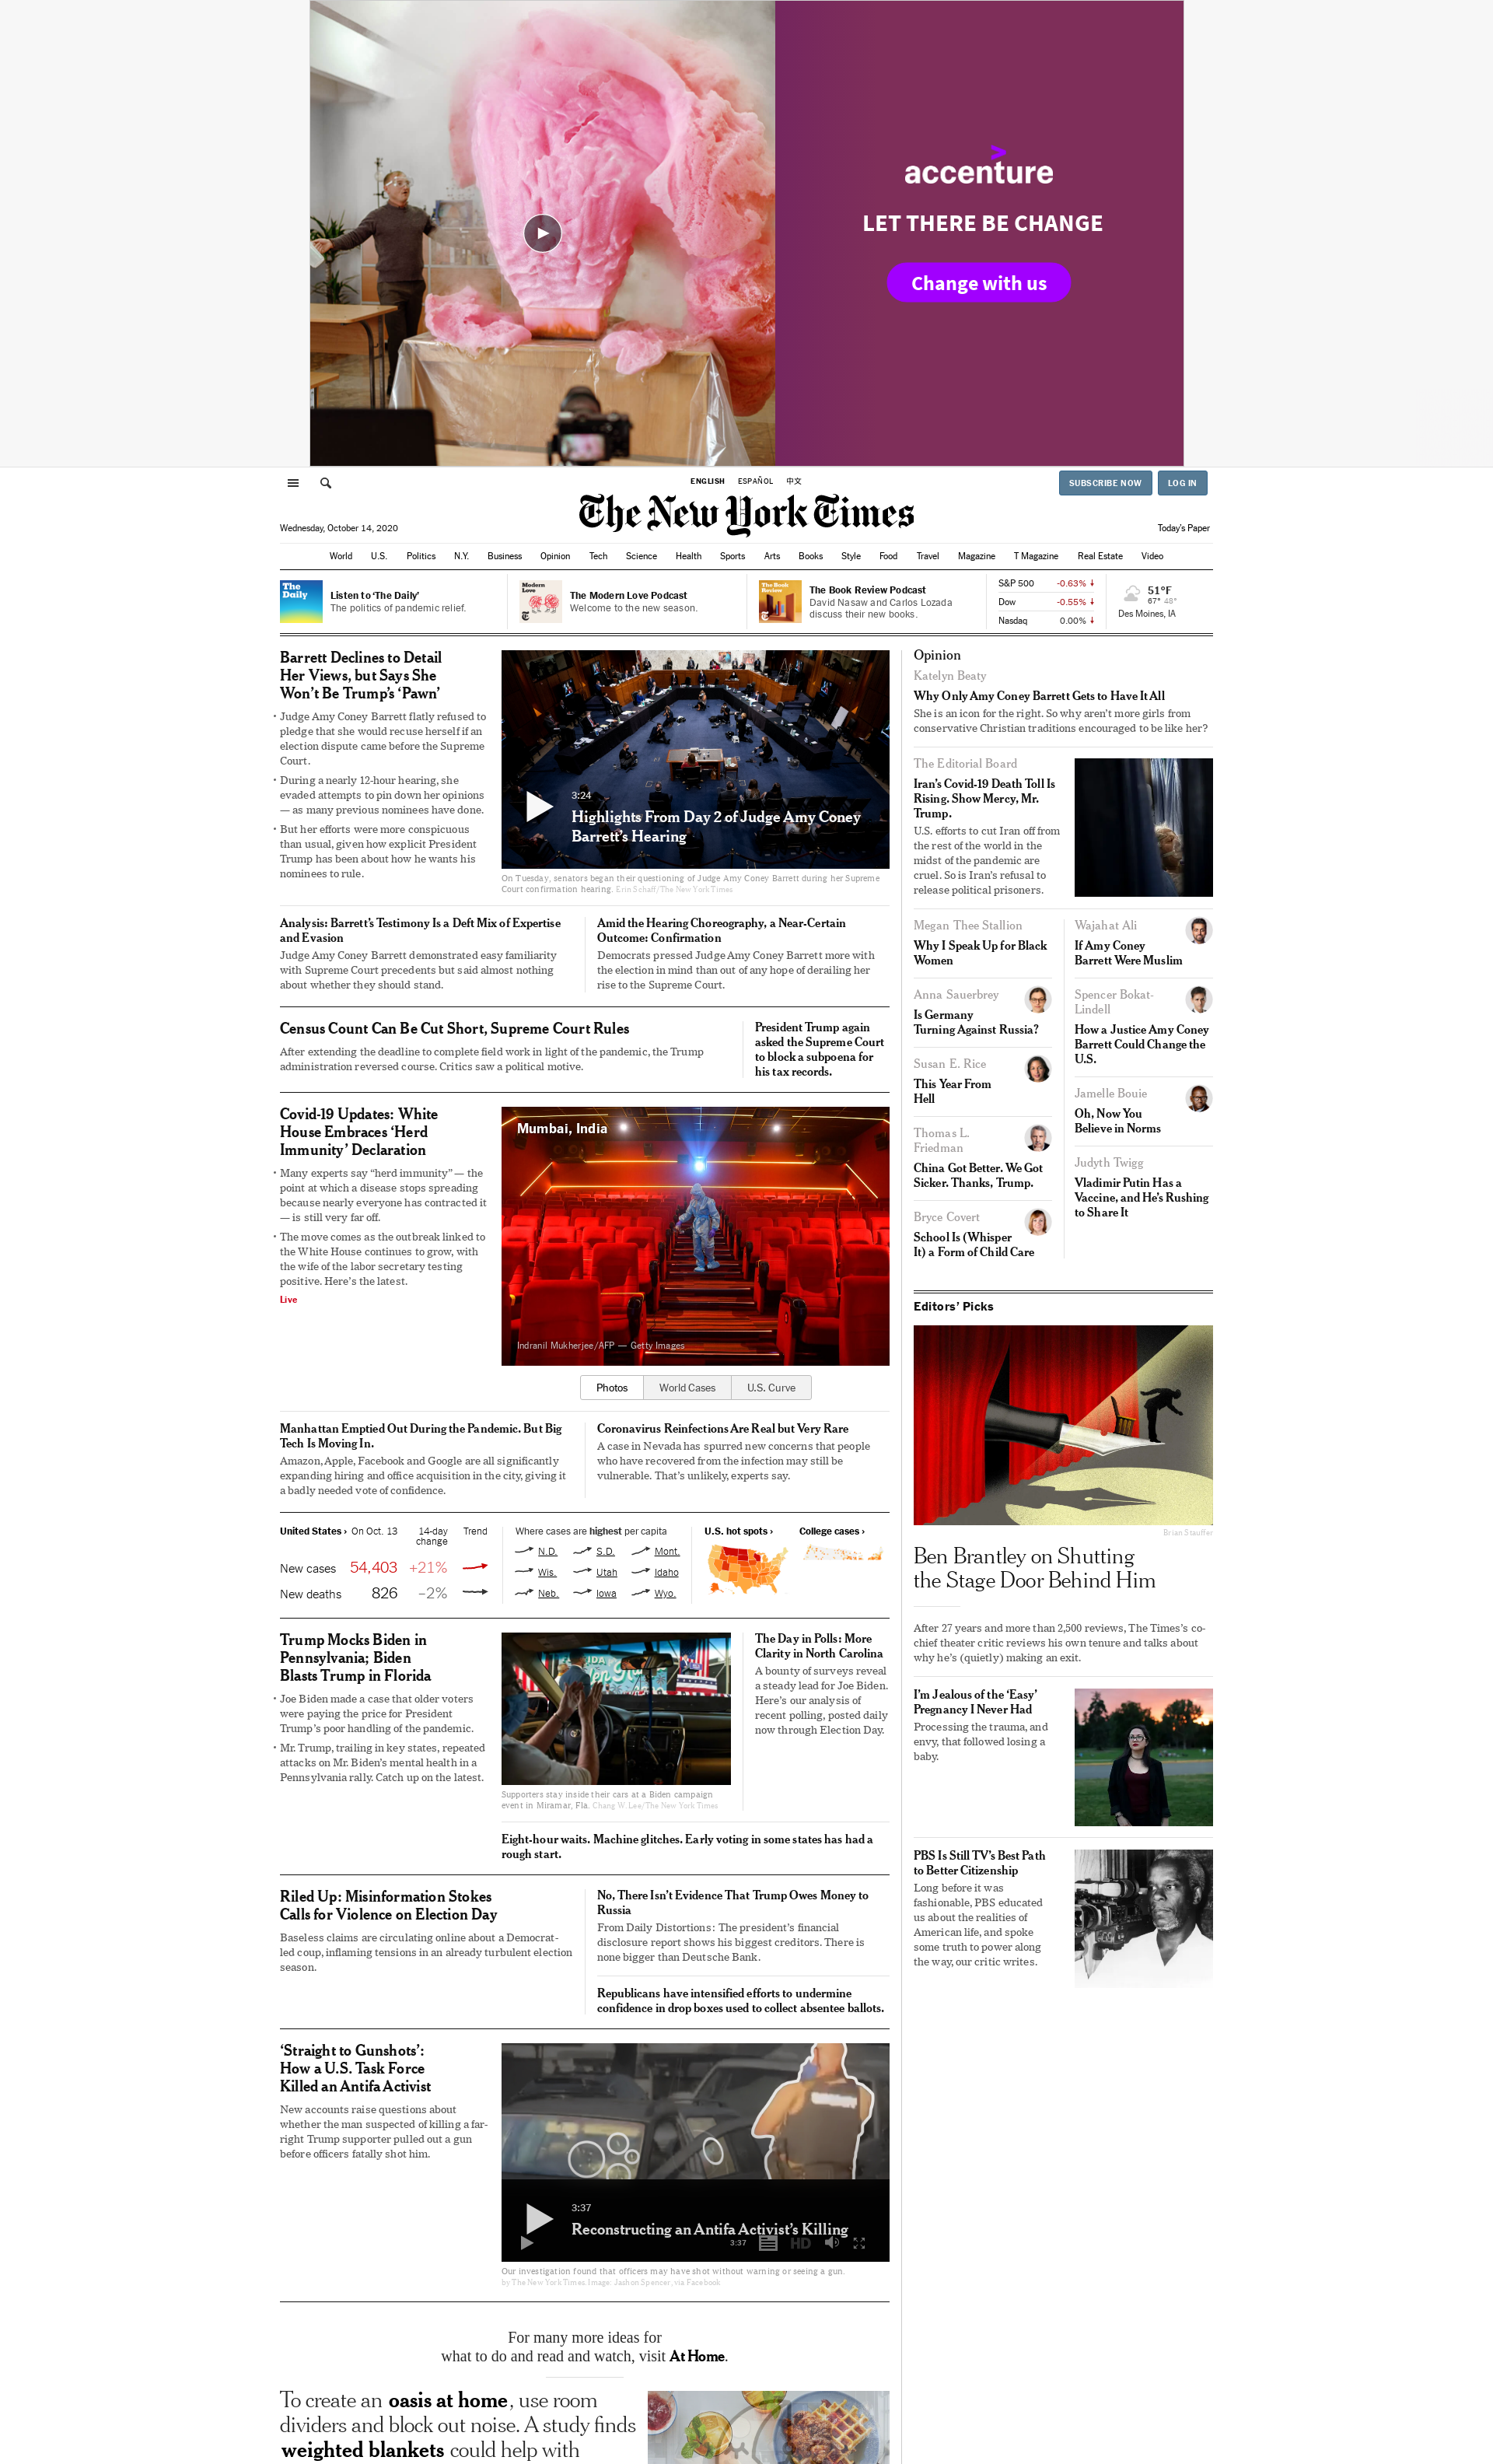 accenture
LET THERE BE CHANGE
Change with us
ENGLISH ESPAÑOL 中文
SUBSCRIBE NOW LOG IN
The New York Times
Wednesday, October 14, 2020
Today's Paper
World U.S. Politics N.Y. Business Opinion Tech Science Health Sports Arts Books Style Food Travel Magazine T Magazine Real Estate Video
The
Daily
Listen to ‘The Daily’
The politics of pandemic relief.
Modern
Love
The Modern Love Podcast
Welcome to the new season.
The Book
Review
The Book Review Podcast
David Nasaw and Carlos Lozada
discuss their new books.
S&P 500 -0.63% ↓
Dow -0.55% ↓
Nasdaq 0.00% ↓
51°F
67° 48°
Des Moines, IA
Barrett Declines to Detail
Her Views, but Says She
Won’t Be Trump’s ‘Pawn’
• Judge Amy Coney Barrett flatly refused to
pledge that she would recuse herself if an
election dispute came before the Supreme
Court.
• During a nearly 12-hour hearing, she
evaded attempts to pin down her opinions
— as many previous nominees have done.
• But her efforts were more conspicuous
than usual, given how explicit President
Trump has been about how he wants his
nominees to rule.
3:24
Highlights From Day 2 of Judge Amy Coney
Barrett’s Hearing
On Tuesday, senators began their questioning of Judge Amy Coney Barrett during her Supreme
Court confirmation hearing. Erin Schaff/The New York Times
Analysis: Barrett’s Testimony Is a Deft Mix of Expertise
and Evasion
Judge Amy Coney Barrett demonstrated easy familiarity
with Supreme Court precedents but said almost nothing
about whether they should stand.
Amid the Hearing Choreography, a Near-Certain
Outcome: Confirmation
Democrats pressed Judge Amy Coney Barrett more with
the election in mind than out of any hope of derailing her
rise to the Supreme Court.
Census Count Can Be Cut Short, Supreme Court Rules
After extending the deadline to complete field work in light of the pandemic, the Trump
administration reversed course. Critics saw a political motive.
President Trump again
asked the Supreme Court
to block a subpoena for
his tax records.
Covid-19 Updates: White
House Embraces ‘Herd
Immunity’ Declaration
• Many experts say “herd immunity” — the
point at which a disease stops spreading
because nearly everyone has contracted it
— is still very far off.
• The move comes as the outbreak linked to
the White House continues to grow, with
the wife of the labor secretary testing
positive. Here’s the latest.
Live
Mumbai, India
Indranil Mukherjee/AFP — Getty Images
Photos World Cases U.S. Curve
Manhattan Emptied Out During the Pandemic. But Big
Tech Is Moving In.
Amazon, Apple, Facebook and Google are all significantly
expanding hiring and office acquisition in the city, giving it
a badly needed vote of confidence.
Coronavirus Reinfections Are Real but Very Rare
A case in Nevada has spurred new concerns that people
who have recovered from the infection may still be
vulnerable. That’s unlikely, experts say.
United States › On Oct. 13 14-day
change Trend
New cases 54,403 +21%
New deaths 826 –2%
Where cases are highest per capita
N.D. S.D. Mont.
Wis. Utah Idaho
Neb. Iowa Wyo.
U.S. hot spots ›
College cases ›
Trump Mocks Biden in
Pennsylvania; Biden
Blasts Trump in Florida
• Joe Biden made a case that older voters
were paying the price for President
Trump’s poor handling of the pandemic.
• Mr. Trump, trailing in key states, repeated
attacks on Mr. Biden’s mental health in a
Pennsylvania rally. Catch up on the latest.
Supporters stay inside their cars at a Biden campaign
event in Miramar, Fla. Chang W. Lee/The New York Times
The Day in Polls: More
Clarity in North Carolina
A bounty of surveys reveal
a steady lead for Joe Biden.
Here’s our analysis of
recent polling, posted daily
now through Election Day.
Eight-hour waits. Machine glitches. Early voting in some states has had a
rough start.
Riled Up: Misinformation Stokes
Calls for Violence on Election Day
Baseless claims are circulating online about a Democrat-
led coup, inflaming tensions in an already turbulent election
season.
No, There Isn’t Evidence That Trump Owes Money to
Russia
From Daily Distortions: The president’s financial
disclosure report shows his biggest creditors. There is
none bigger than Deutsche Bank.
Republicans have intensified efforts to undermine
confidence in drop boxes used to collect absentee ballots.
‘Straight to Gunshots’:
How a U.S. Task Force
Killed an Antifa Activist
New accounts raise questions about
whether the man suspected of killing a far-
right Trump supporter pulled out a gun
before officers fatally shot him.
3:37
Reconstructing an Antifa Activist’s Killing
3:37 HD
Our investigation found that officers may have shot without warning or seeing a gun.
by The New York Times. Image: Jashon Spencer, via Facebook
For many more ideas for
what to do and read and watch, visit At Home.
To create an oasis at home, use room
dividers and block out noise. A study finds
weighted blankets could help with
Opinion
Katelyn Beaty
Why Only Amy Coney Barrett Gets to Have It All
She is an icon for the right. So why aren’t more girls from
conservative Christian traditions encouraged to be like her?
The Editorial Board
Iran’s Covid-19 Death Toll Is
Rising. Show Mercy, Mr.
Trump.
U.S. efforts to cut Iran off from
the rest of the world in the
midst of the pandemic are
cruel. So is Iran’s refusal to
release political prisoners.
Megan Thee Stallion
Why I Speak Up for Black
Women
Anna Sauerbrey
Is Germany
Turning Against Russia?
Susan E. Rice
This Year From
Hell
Thomas L.
Friedman
China Got Better. We Got
Sicker. Thanks, Trump.
Bryce Covert
School Is (Whisper
It) a Form of Child Care
Wajahat Ali
If Amy Coney
Barrett Were Muslim
Spencer Bokat-
Lindell
How a Justice Amy Coney
Barrett Could Change the
U.S.
Jamelle Bouie
Oh, Now You
Believe in Norms
Judyth Twigg
Vladimir Putin Has a
Vaccine, and He’s Rushing
to Share It
Editors’ Picks
Brian Stauffer
Ben Brantley on Shutting
the Stage Door Behind Him
After 27 years and more than 2,500 reviews, The Times’s co-
chief theater critic reviews his own tenure and talks about
why he’s (quietly) making an exit.
I’m Jealous of the ‘Easy’
Pregnancy I Never Had
Processing the trauma, and
envy, that followed losing a
baby.
PBS Is Still TV’s Best Path
to Better Citizenship
Long before it was
fashionable, PBS educated
us about the realities of
American life, and spoke
some truth to power along
the way, our critic writes.